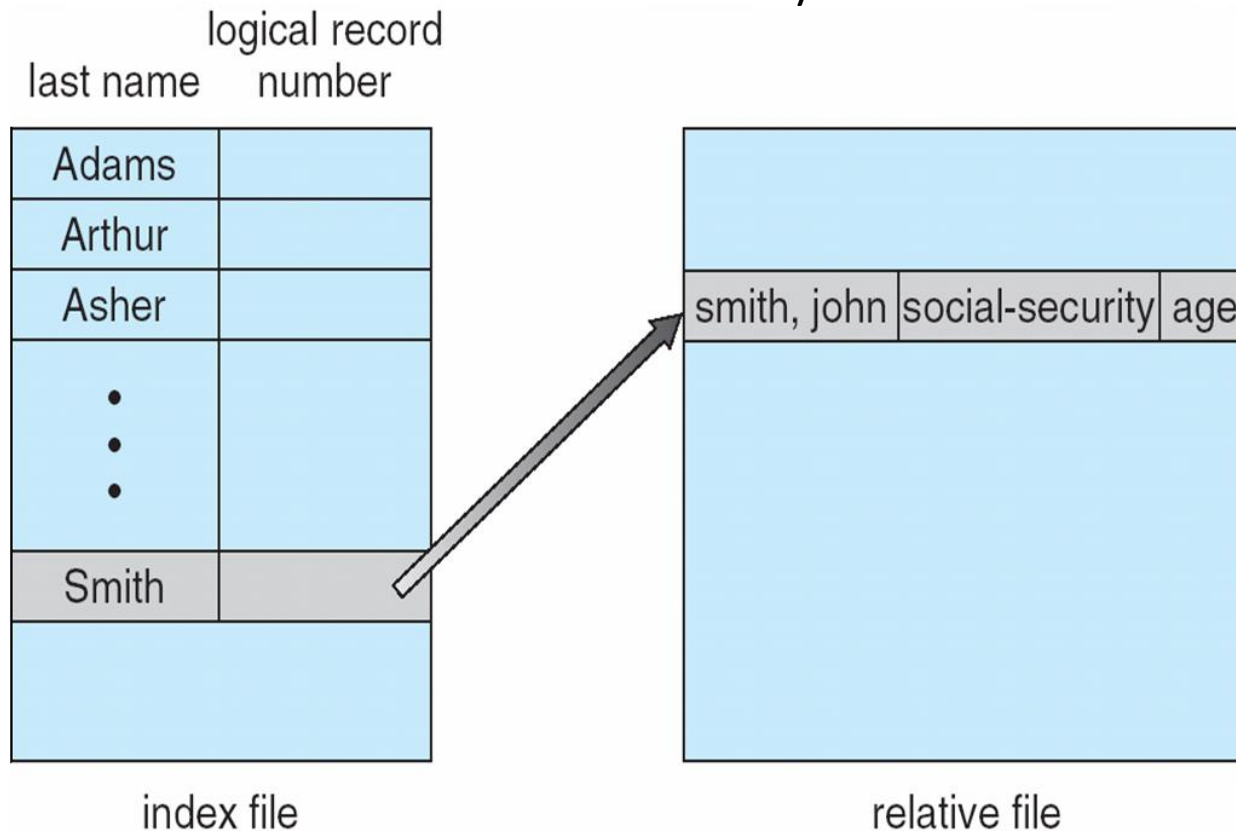 logical record
last name number
Adams
Arthur
Asher
Smith
smith, john social-security age
index file relative file